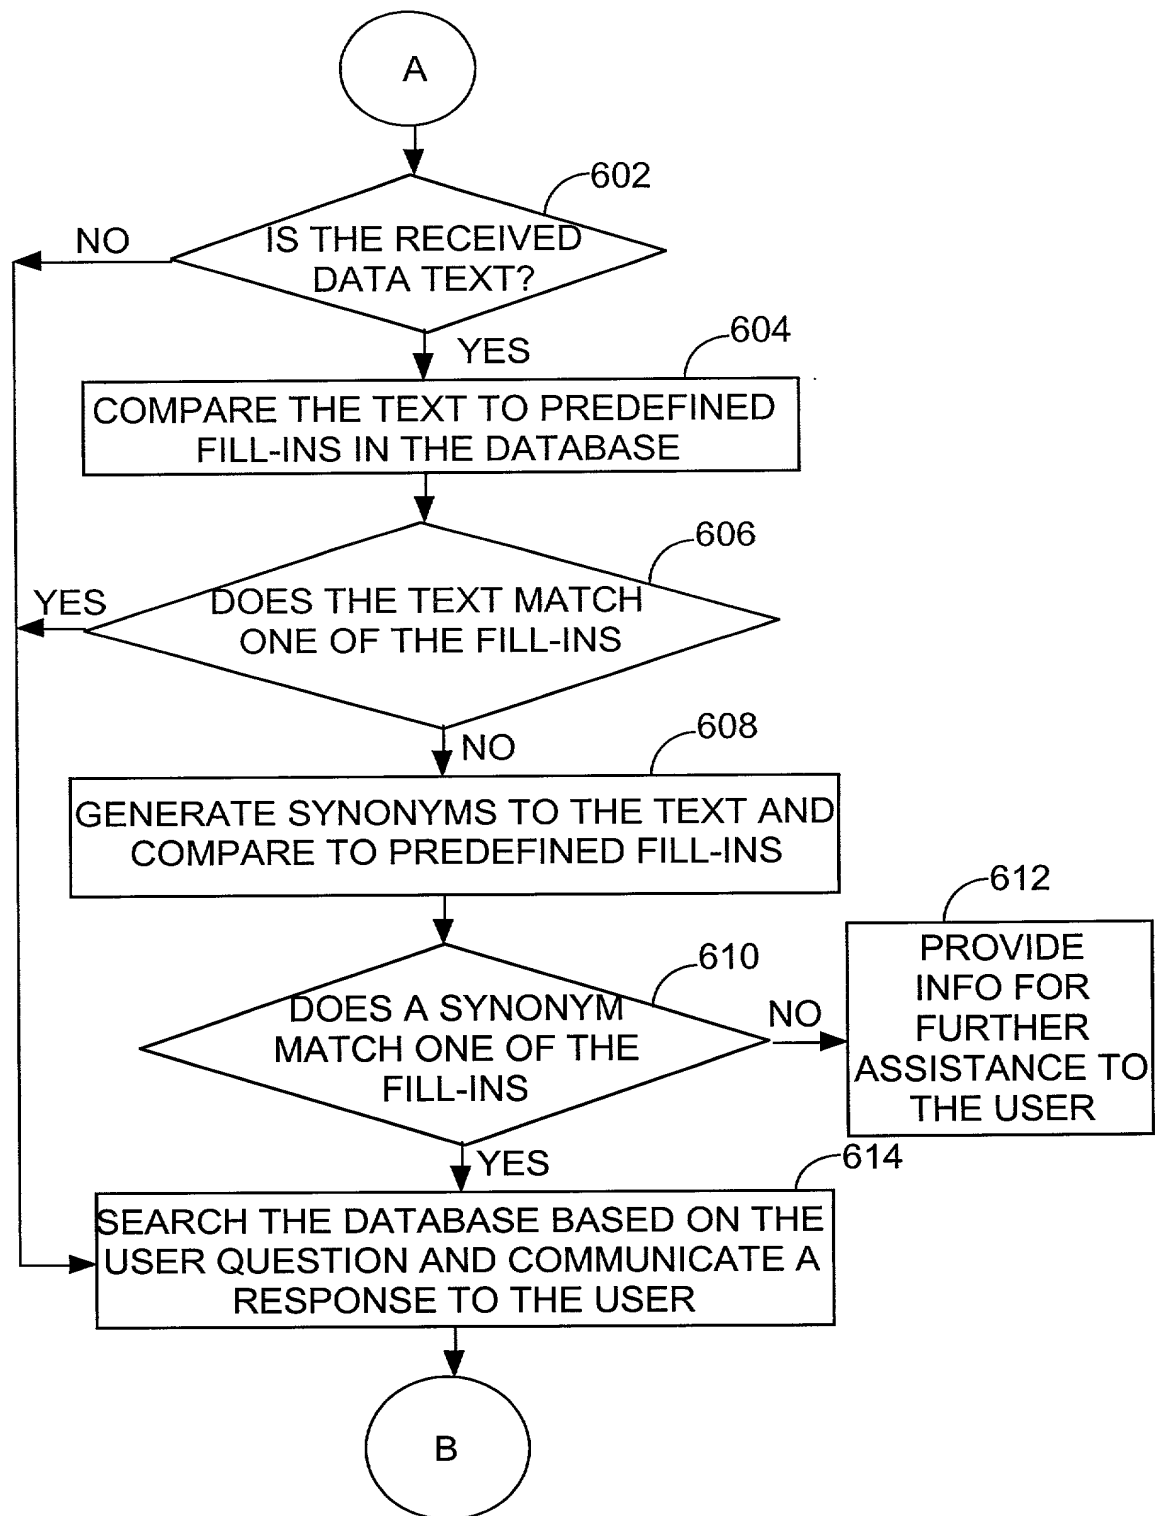 A
602
IS THE RECEIVED
DATA TEXT?
NO
YES
604
COMPARE THE TEXT TO PREDEFINED
FILL-INS IN THE DATABASE
606
DOES THE TEXT MATCH
ONE OF THE FILL-INS
YES
NO
608
GENERATE SYNONYMS TO THE TEXT AND
COMPARE TO PREDEFINED FILL-INS
610
DOES A SYNONYM
MATCH ONE OF THE
FILL-INS
NO
612
PROVIDE
INFO FOR
FURTHER
ASSISTANCE TO
THE USER
YES
614
SEARCH THE DATABASE BASED ON THE
USER QUESTION AND COMMUNICATE A
RESPONSE TO THE USER
B